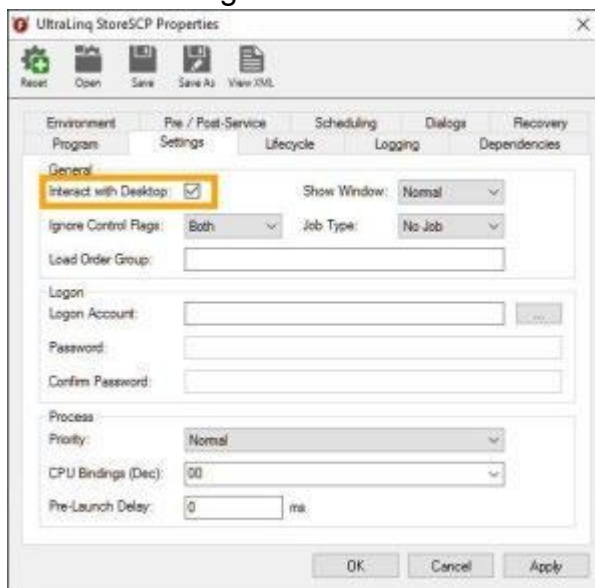 UltraLinq StoreSCP Properties
Reset Open Save Save As View XML
Environment Pre / Post-Service Scheduling Dialogs Recovery
Program Settings Lifecycle Logging Dependencies
General
Interact with Desktop: Show Window: Normal
Ignore Control Flags: Both Job Type: No Job
Load Order Group:
Logon
Logon Account: ...
Password:
Confirm Password:
Process
Priority: Normal
CPU Bindings (Dec): 00
Pre-Launch Delay: 0 ms
OK Cancel Apply